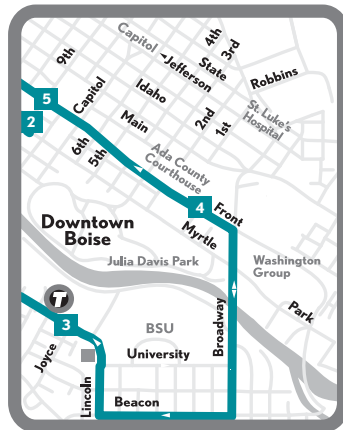 4th
3rd
Capitol
Jefferson
State
Robbins
9th
Capitol
Idaho
Main
2nd
1st
St. Luke's
Hospital
5
2
6th
5th
Ada County
Courthouse
4
Front
Myrtle
Downtown
Boise
Julia Davis Park
Washington
Group
Park
T
3
BSU
University
Broadway
Joyce
Lincoln
Beacon